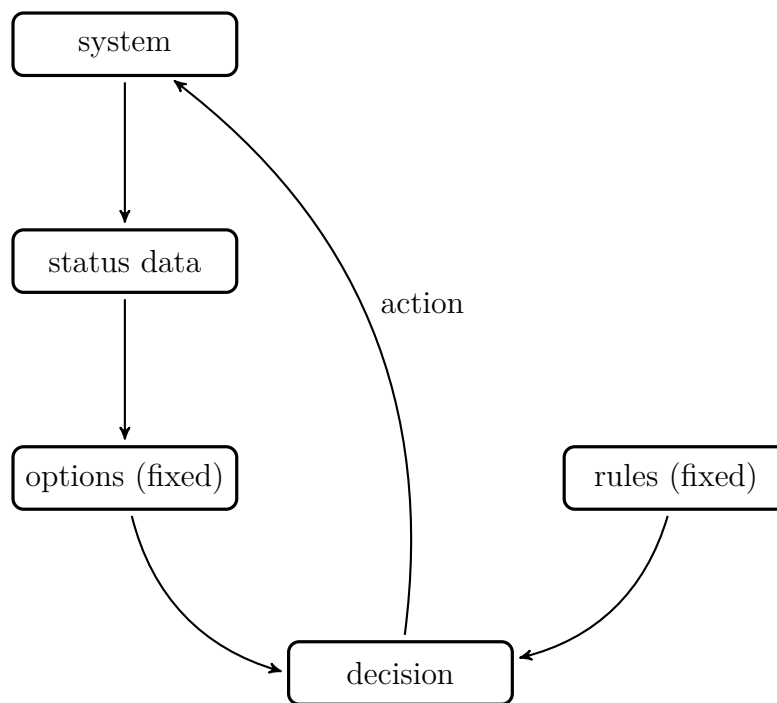 system
status data
action
options (fixed)
rules (fixed)
decision